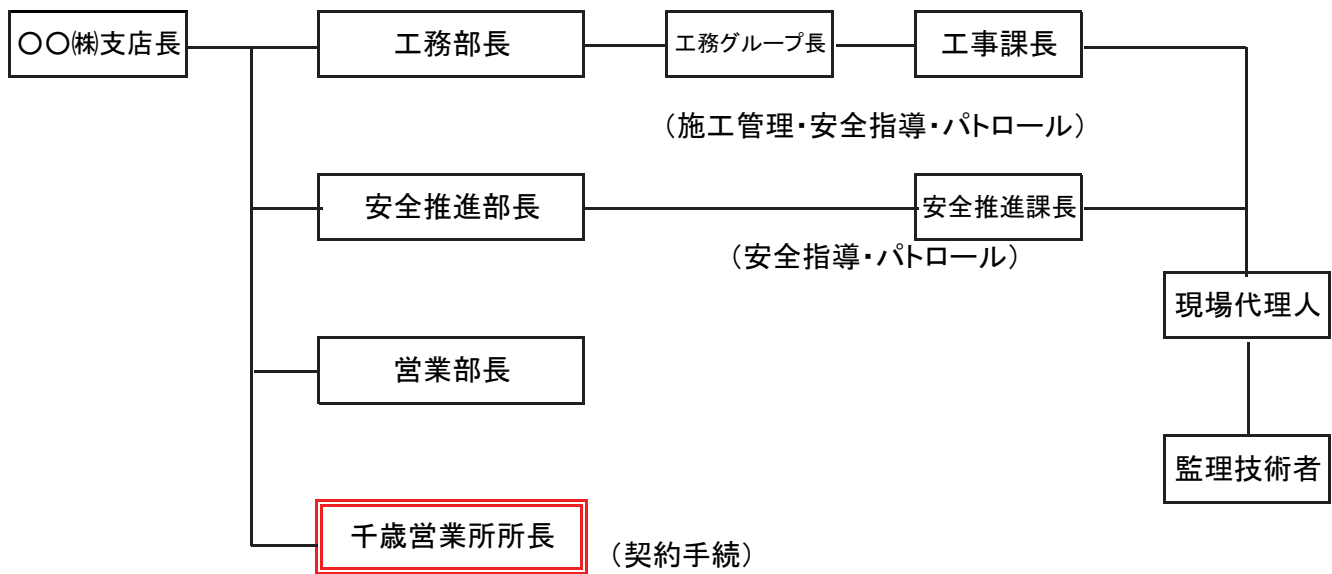 〇〇㈱支店長
工務部長
工務グループ長
工事課長
（施工管理・安全指導・パトロール）
安全推進部長
安全推進課長
（安全指導・パトロール）
現場代理人
営業部長
監理技術者
千歳営業所所長
（契約手続）